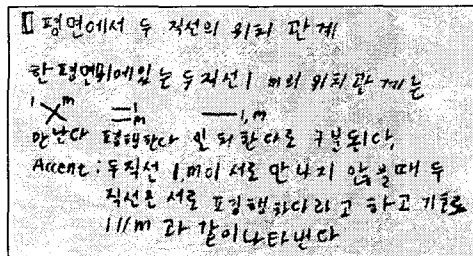 ▯ 평면에서 두 직선의 위치 관계
한 평면위에있는 두직선 l m의 위치관계는
l m l m l, m
만난다 평행한다 일치한다로 구분된다,
Accent : 두직선 l m이 서로 만나지 않을때 두
직선은 서로 평행하다라고 하고 기호로
l//m 과 같이나타낸다